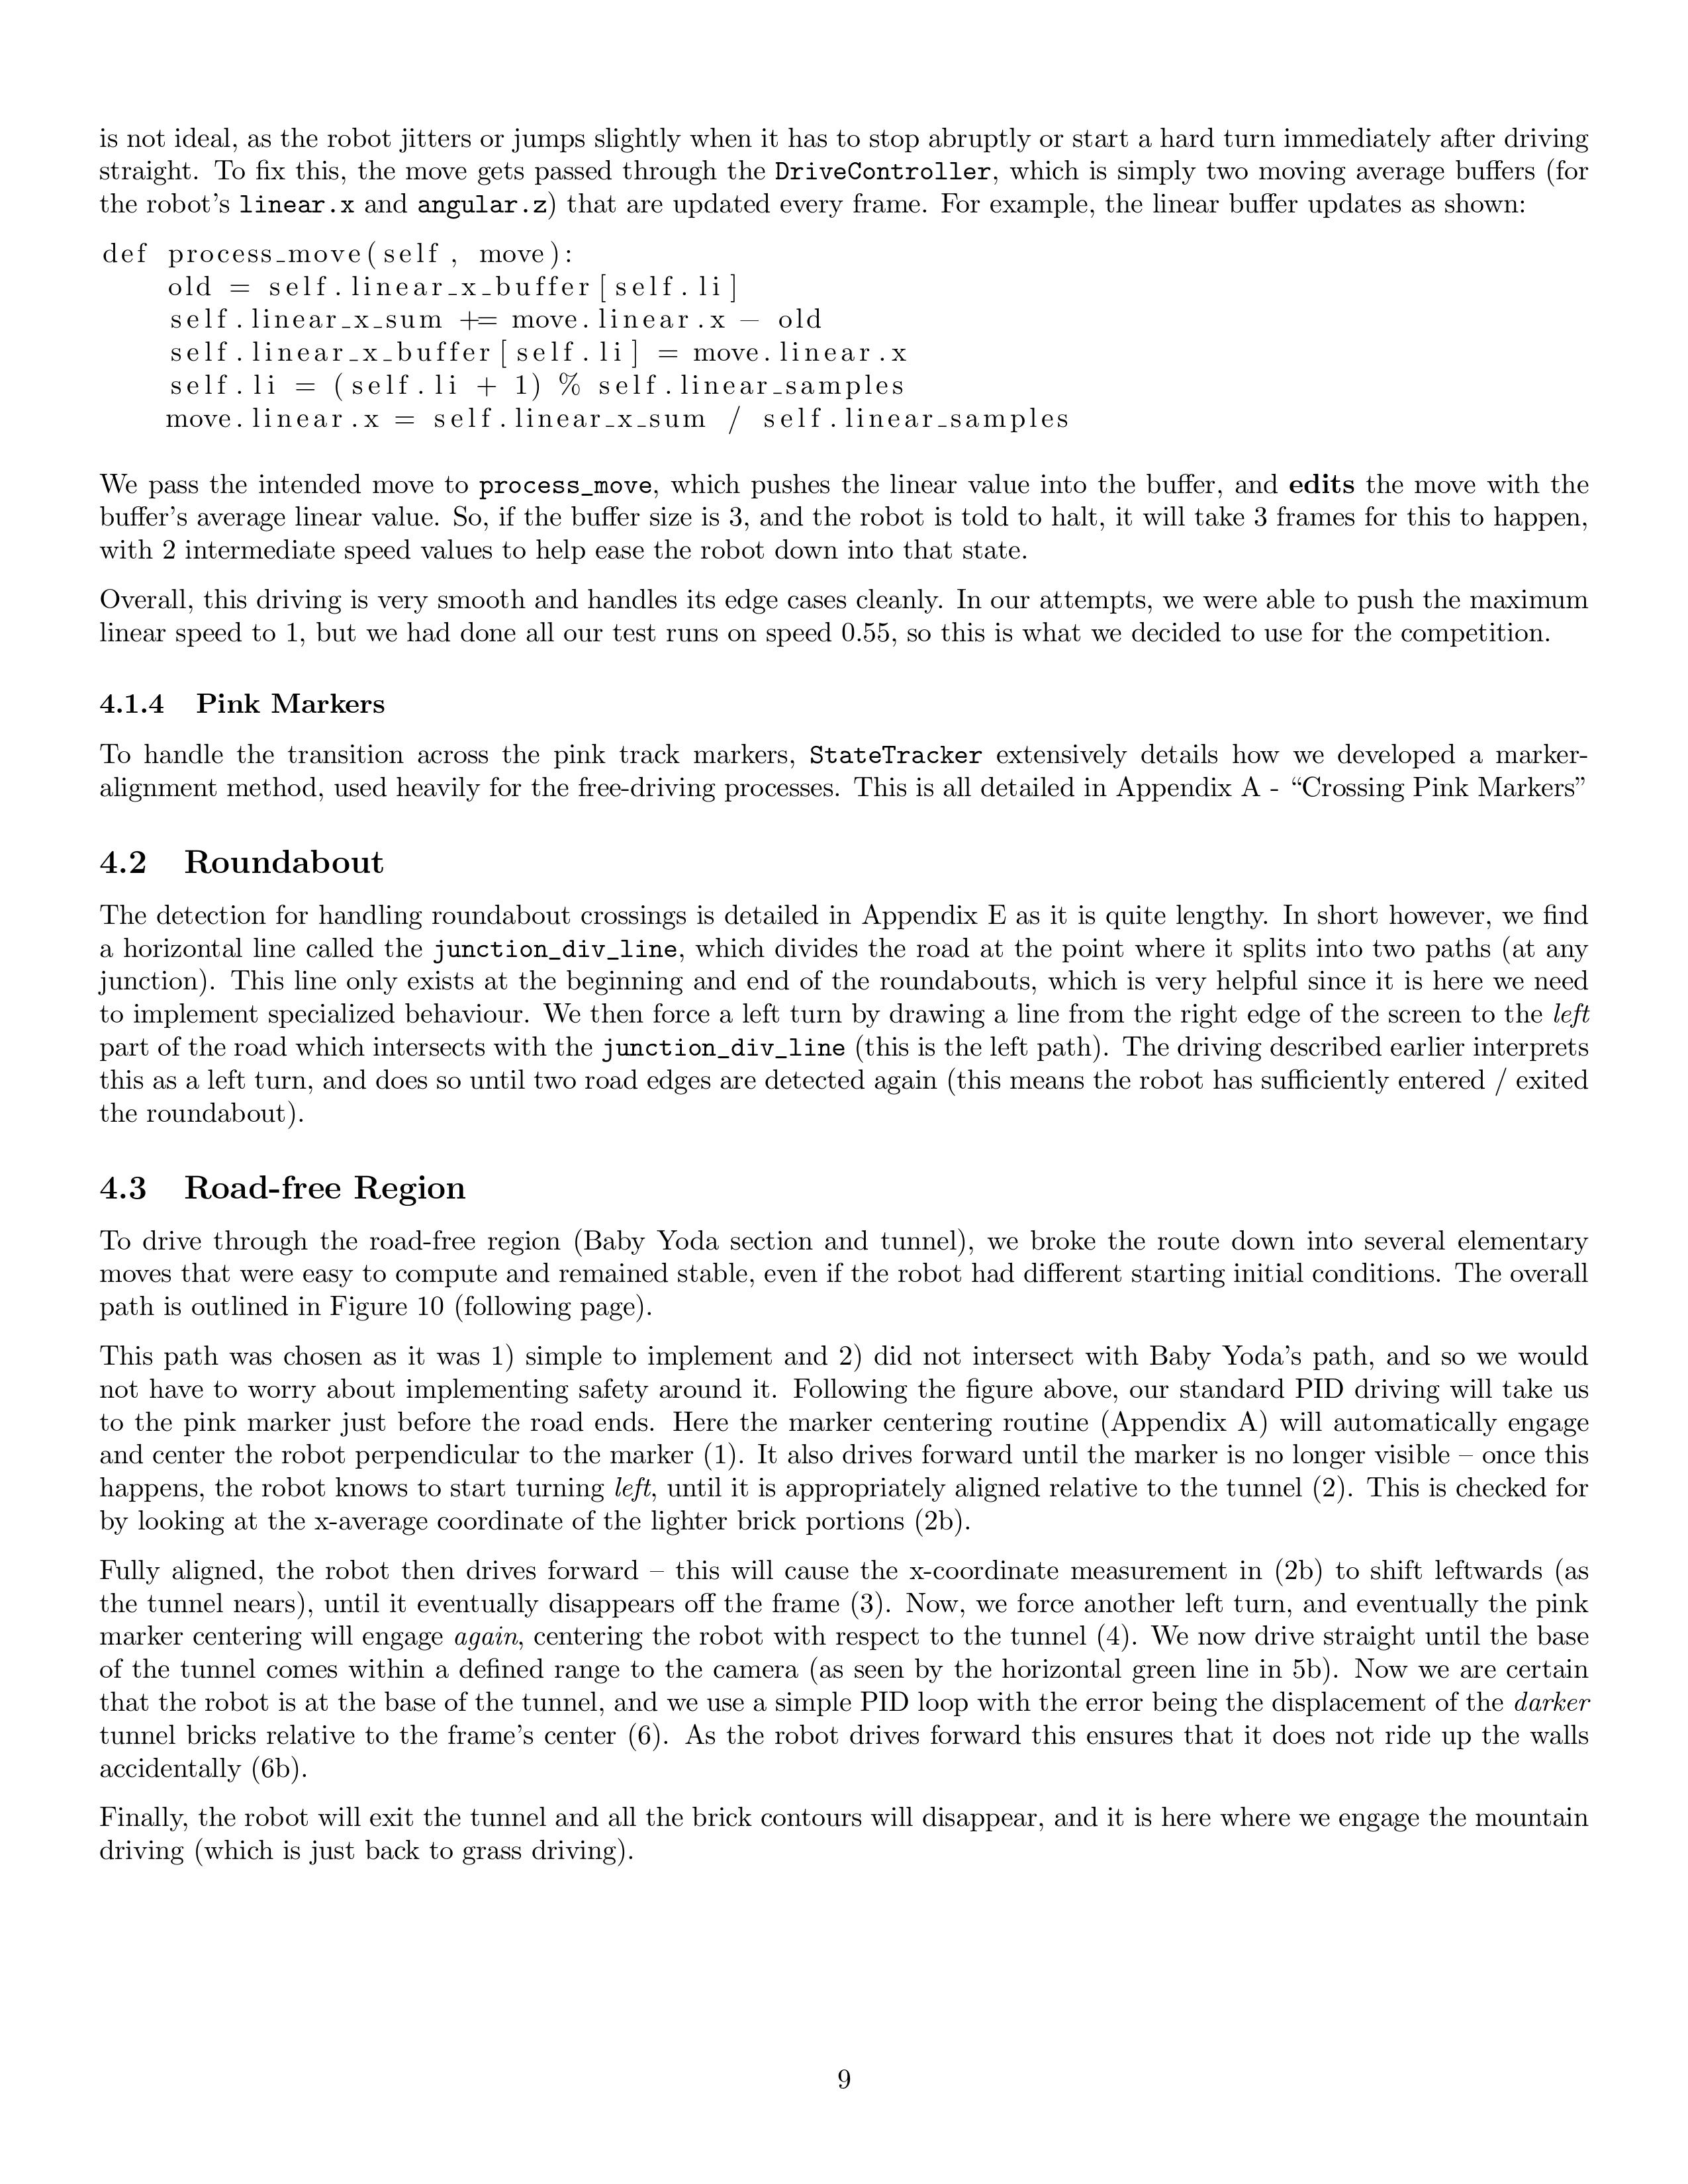 is not ideal, as the robot jitters or jumps slightly when it has to stop abruptly or start a hard turn immediately after driving
straight. To fix this, the move gets passed through the DriveController, which is simply two moving average buffers (for
the robot's linear.x and angular.z) that are updated every frame. For example, the linear buffer updates as shown:
def process_move(self, move):
    old = self.linear_x_buffer[self.li]
    self.linear_x_sum += move.linear.x − old
    self.linear_x_buffer[self.li] = move.linear.x
    self.li = (self.li + 1) % self.linear_samples
    move.linear.x = self.linear_x_sum / self.linear_samples
We pass the intended move to process_move, which pushes the linear value into the buffer, and edits the move with the
buffer's average linear value. So, if the buffer size is 3, and the robot is told to halt, it will take 3 frames for this to happen,
with 2 intermediate speed values to help ease the robot down into that state.
Overall, this driving is very smooth and handles its edge cases cleanly. In our attempts, we were able to push the maximum
linear speed to 1, but we had done all our test runs on speed 0.55, so this is what we decided to use for the competition.
4.1.4 Pink Markers
To handle the transition across the pink track markers, StateTracker extensively details how we developed a marker-
alignment method, used heavily for the free-driving processes. This is all detailed in Appendix A - “Crossing Pink Markers”
4.2 Roundabout
The detection for handling roundabout crossings is detailed in Appendix E as it is quite lengthy. In short however, we find
a horizontal line called the junction_div_line, which divides the road at the point where it splits into two paths (at any
junction). This line only exists at the beginning and end of the roundabouts, which is very helpful since it is here we need
to implement specialized behaviour. We then force a left turn by drawing a line from the right edge of the screen to the left
part of the road which intersects with the junction_div_line (this is the left path). The driving described earlier interprets
this as a left turn, and does so until two road edges are detected again (this means the robot has sufficiently entered / exited
the roundabout).
4.3 Road-free Region
To drive through the road-free region (Baby Yoda section and tunnel), we broke the route down into several elementary
moves that were easy to compute and remained stable, even if the robot had different starting initial conditions. The overall
path is outlined in Figure 10 (following page).
This path was chosen as it was 1) simple to implement and 2) did not intersect with Baby Yoda's path, and so we would
not have to worry about implementing safety around it. Following the figure above, our standard PID driving will take us
to the pink marker just before the road ends. Here the marker centering routine (Appendix A) will automatically engage
and center the robot perpendicular to the marker (1). It also drives forward until the marker is no longer visible – once this
happens, the robot knows to start turning left, until it is appropriately aligned relative to the tunnel (2). This is checked for
by looking at the x-average coordinate of the lighter brick portions (2b).
Fully aligned, the robot then drives forward – this will cause the x-coordinate measurement in (2b) to shift leftwards (as
the tunnel nears), until it eventually disappears off the frame (3). Now, we force another left turn, and eventually the pink
marker centering will engage again, centering the robot with respect to the tunnel (4). We now drive straight until the base
of the tunnel comes within a defined range to the camera (as seen by the horizontal green line in 5b). Now we are certain
that the robot is at the base of the tunnel, and we use a simple PID loop with the error being the displacement of the darker
tunnel bricks relative to the frame's center (6). As the robot drives forward this ensures that it does not ride up the walls
accidentally (6b).
Finally, the robot will exit the tunnel and all the brick contours will disappear, and it is here where we engage the mountain
driving (which is just back to grass driving).
9